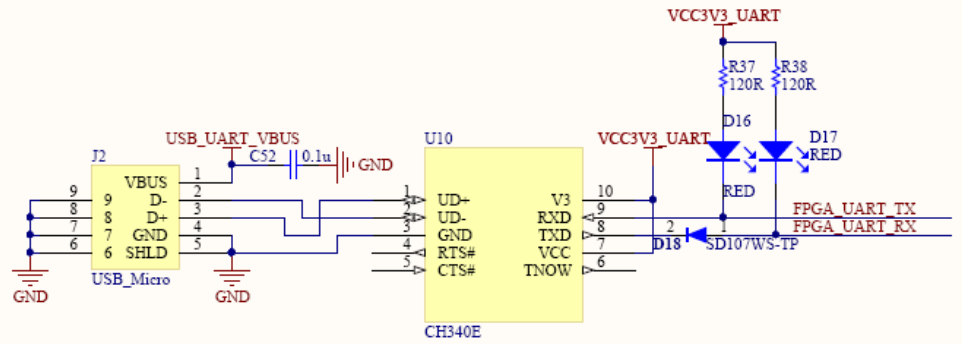 VCC3V3_UART
R37
R38
120R
120R
D16
D17
RED
RED
USB_UART_VBUS
C52
0.1u
GND
J2
VBUS
1
9
9
D-
2
8
8
D+
3
7
7
GND
4
6
6
SHLD
5
USB_Micro
GND
GND
U10
VCC3V3_UART
1
UD+
V3
10
2
UD-
RXD
9
3
GND
TXD
8
4
RTS#
VCC
7
5
CTS#
TNOW
6
CH340E
FPGA_UART_TX
FPGA_UART_RX
2
1
D18
SD107WS-TP